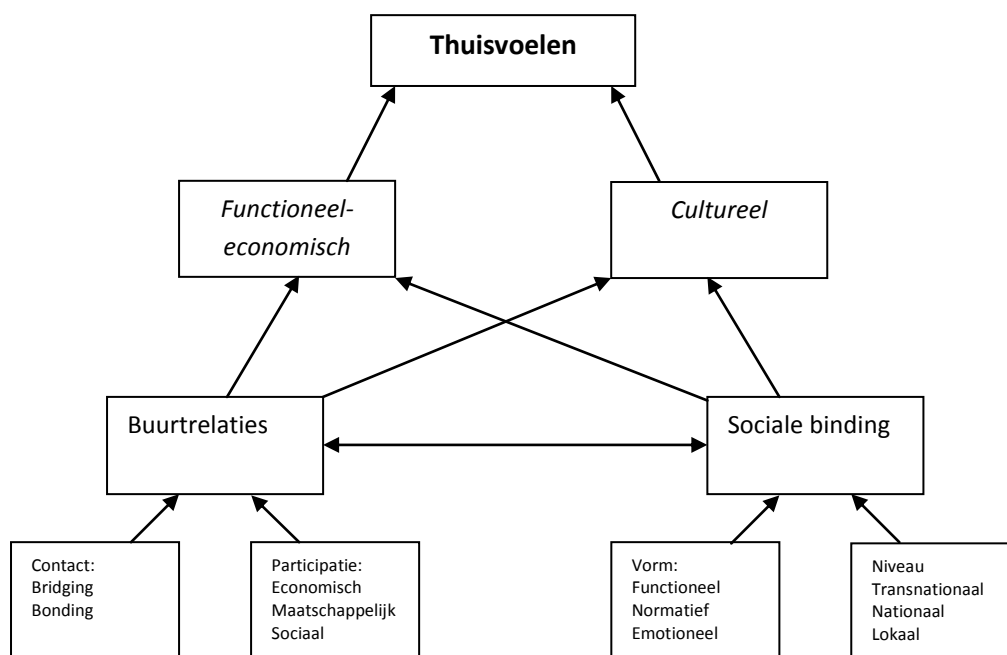 Thuisvoelen
Functioneel-
economisch
Cultureel
Buurtrelaties
Sociale binding
Contact:
Bridging
Bonding
Participatie:
Economisch
Maatschappelijk
Sociaal
Vorm:
Functioneel
Normatief
Emotioneel
Niveau
Transnationaal
Nationaal
Lokaal